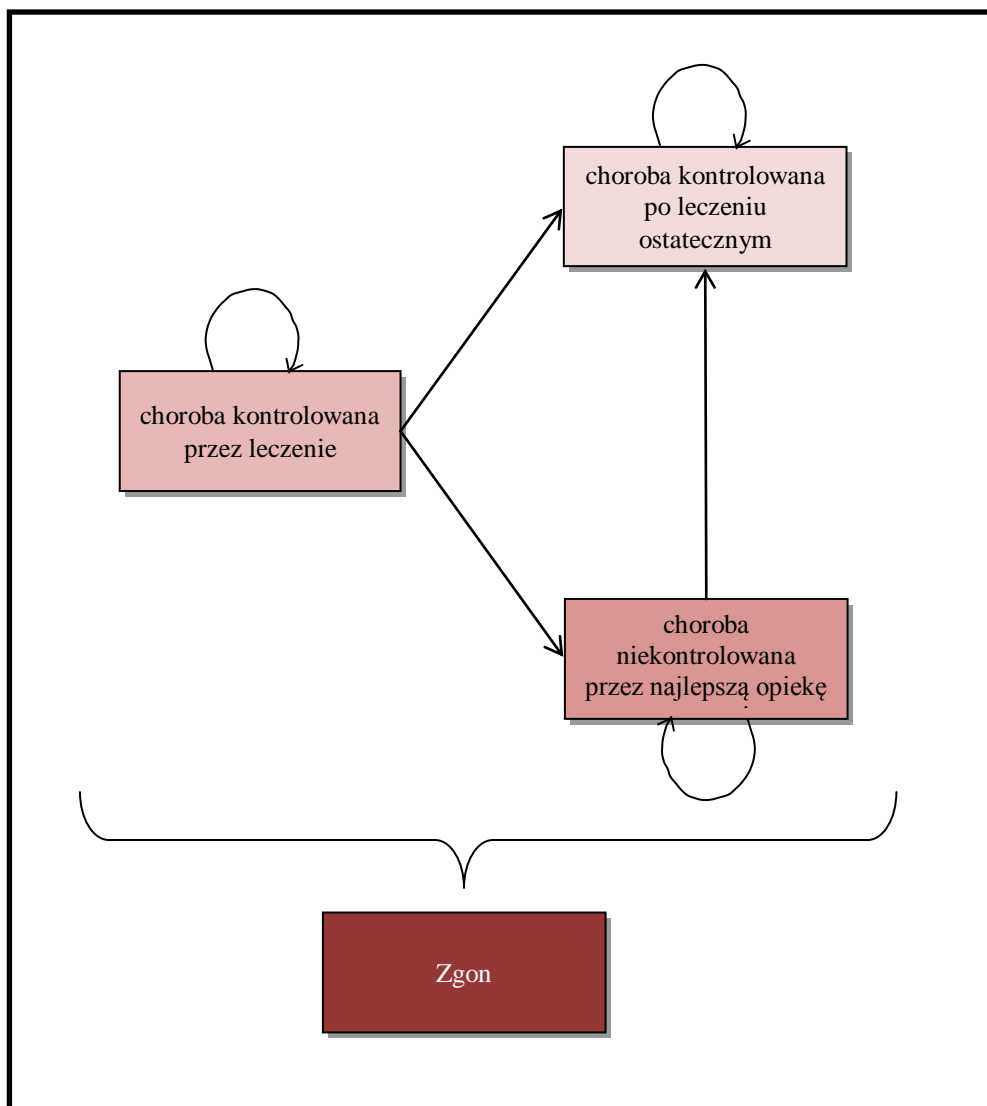 choroba kontrolowana
po leczeniu
ostatecznym
choroba kontrolowana
przez leczenie
choroba
niekontrolowana
przez najlepszą opiekę
Zgon